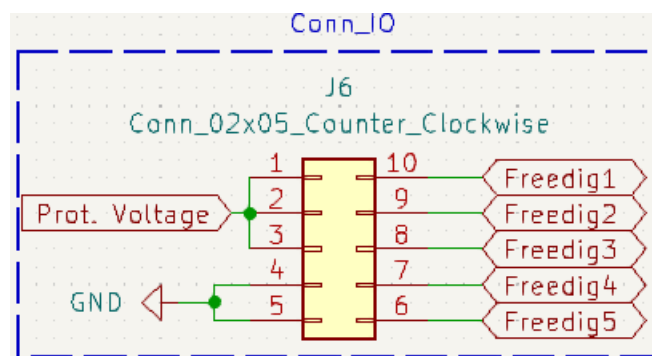 Conn_IO
J6
Conn_02x05_Counter_Clockwise
1 10 Freedig1
Prot. Voltage 2 9 Freedig2
3 8 Freedig3
GND 4 7 Freedig4
5 6 Freedig5